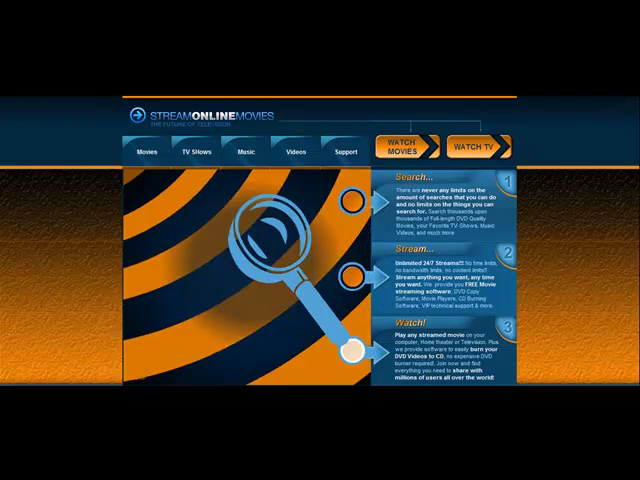 STREAMONLINEMOVIES
THE FUTURE OF TELEVISION
Movies
TV Shows
Music
Videos
Support
WATCH
MOVIES
WATCH TV
Search...
1
There are never any limits on the
amount of searches that you can do
and no limits on the things you can
search for. Search thousands upon
thousands of Full-length DVD Quality
Movies, your Favorite TV-Shows, Music
Videos, and much more
Stream...
2
Unlimited 24/7 Streams!!! No time limits,
no bandwidth limits, no content limits!!
Stream anything you want, any time
you want. We provide you FREE Movie
streaming software, DVD Copy
Software, Movie Players, CD Burning
Software, VIP technical support & more.
Watch!
3
Play any streamed movie on your
computer, Home theater or Television. Plus
we provide software to easily burn your
DVD Videos to CD, no expensive DVD
burner required! Join now and find
everything you need to share with
millions of users all over the world!